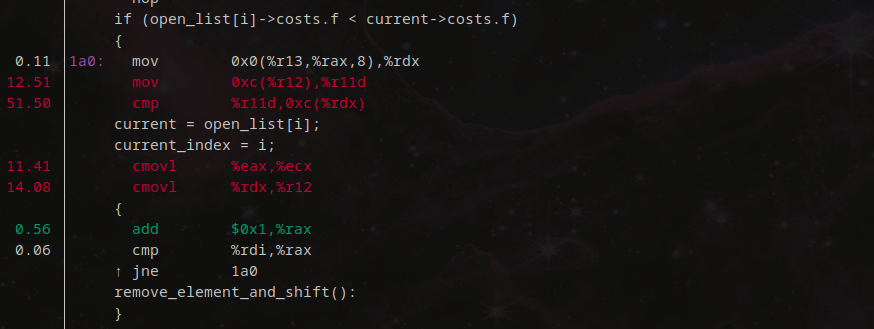 nop
if (open_list[i]->costs.f < current->costs.f)
{
0.11 1a0: mov 0x0(%r13,%rax,8),%rdx
12.51 mov 0xc(%r12),%r11d
51.50 cmp %r11d,0xc(%rdx)
current = open_list[i];
current_index = i;
11.41 cmovl %eax,%ecx
14.08 cmovl %rdx,%r12
{
0.56 add $0x1,%rax
0.06 cmp %rdi,%rax
↑ jne 1a0
remove_element_and_shift():
}